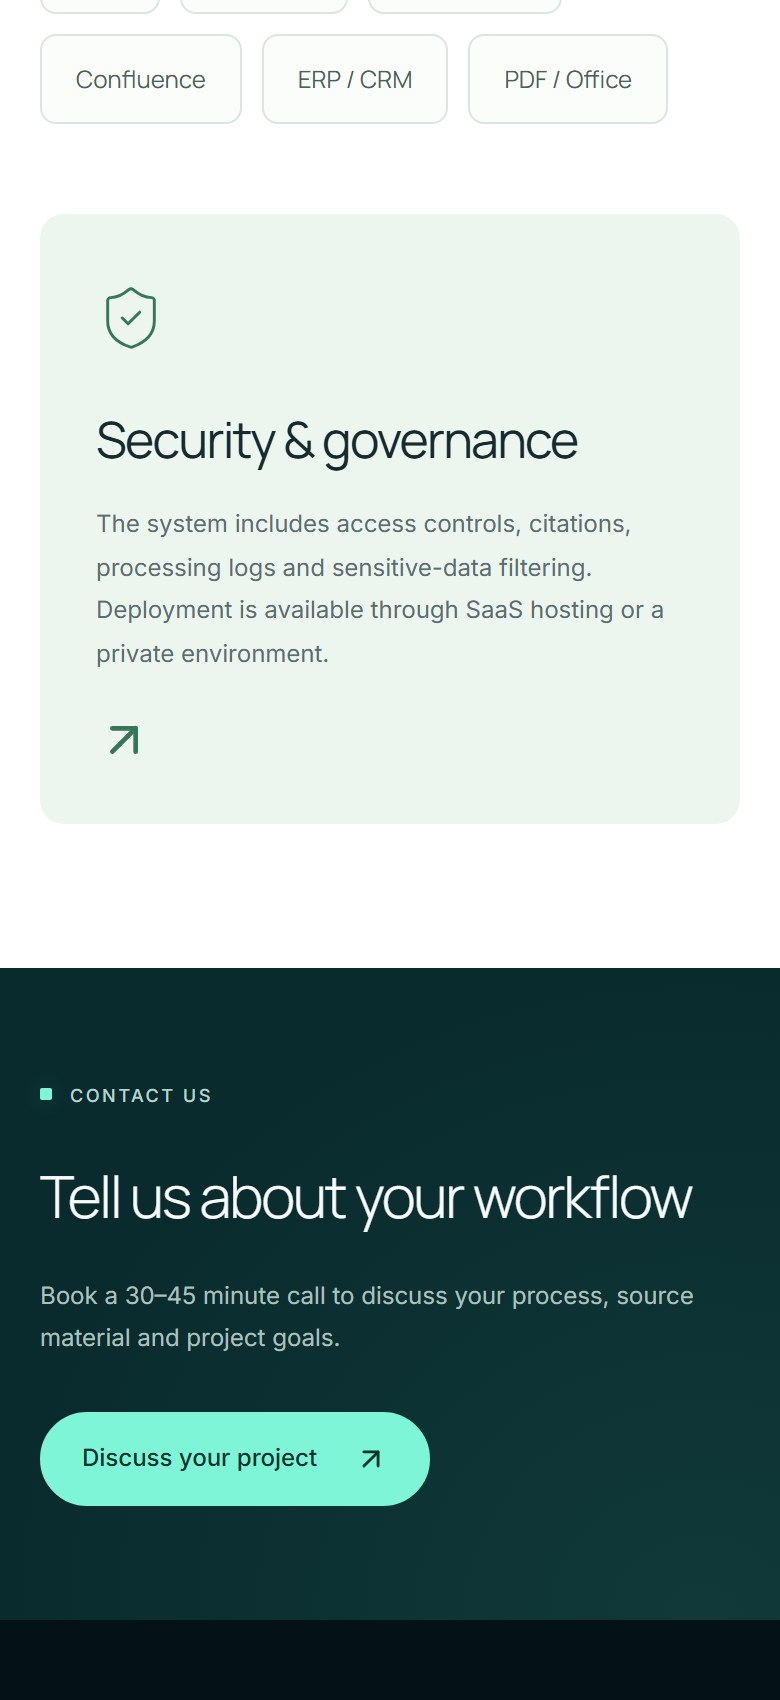 Confluence
ERP / CRM
PDF / Office
Security & governance
The system includes access controls, citations,
processing logs and sensitive-data filtering.
Deployment is available through SaaS hosting or a
private environment.
CONTACT US
Tell us about your workflow
Book a 30–45 minute call to discuss your process, source
material and project goals.
Discuss your project